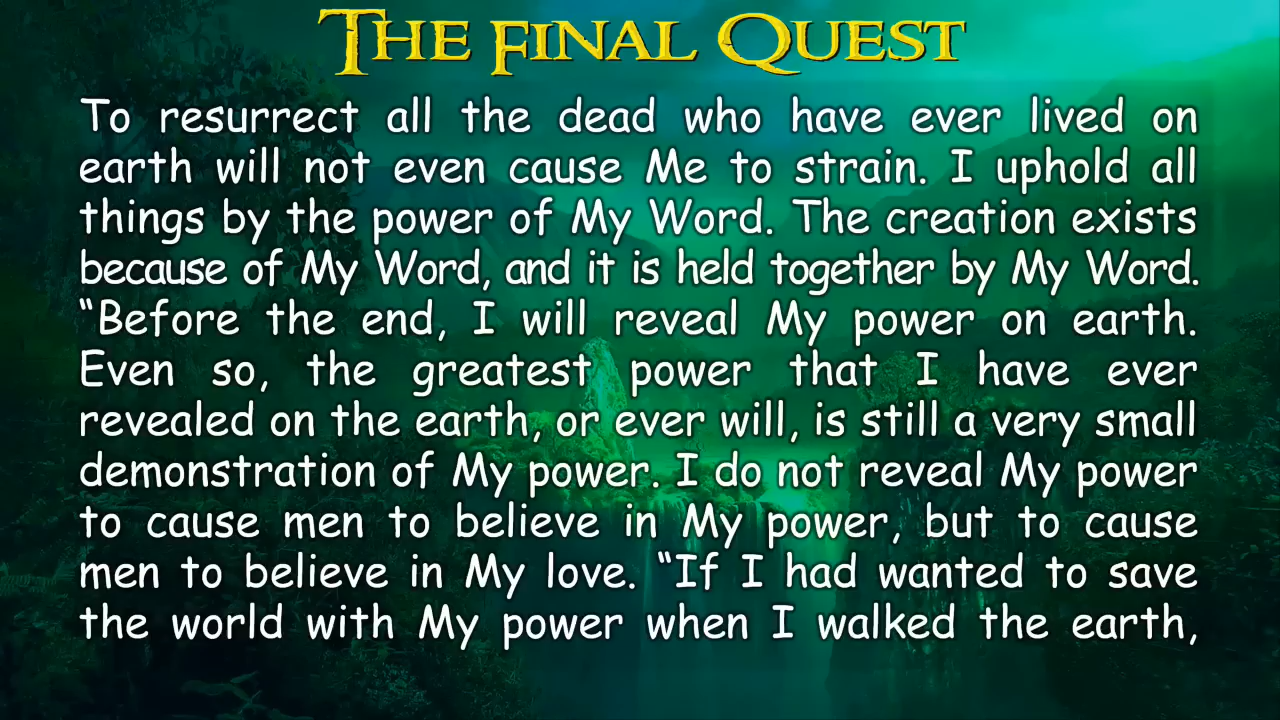 The Final Quest
To resurrect all the dead who have ever lived on
earth will not even cause Me to strain. I uphold all
things by the power of My Word. The creation exists
because of My Word, and it is held together by My Word.
“Before the end, I will reveal My power on earth.
Even so, the greatest power that I have ever
revealed on the earth, or ever will, is still a very small
demonstration of My power. I do not reveal My power
to cause men to believe in My power, but to cause
men to believe in My love. “If I had wanted to save
the world with My power when I walked the earth,